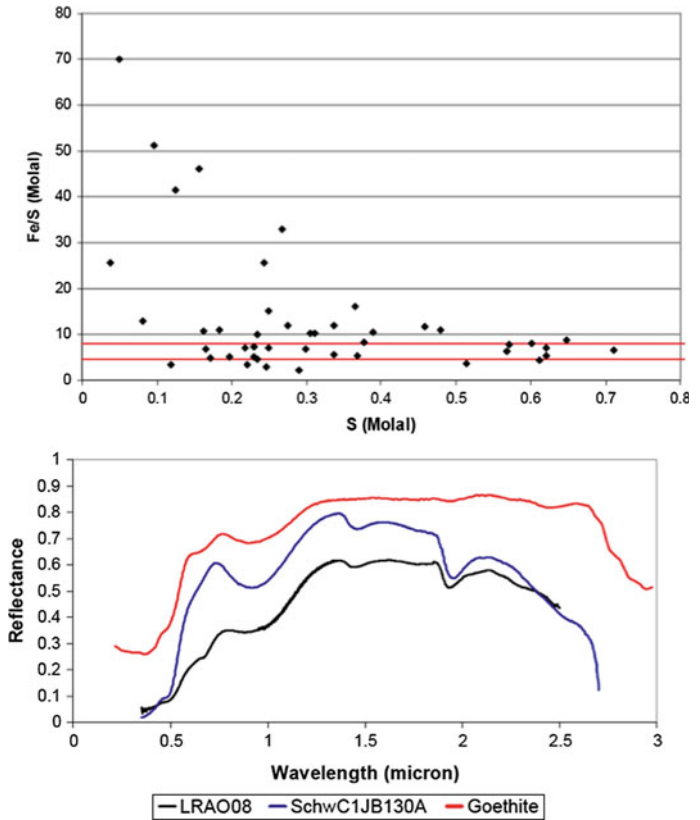 80
70
60
50
40
30
20
10
0
Fe/S (Molal)
0 0.1 0.2 0.3 0.4 0.5 0.6 0.7 0.8
S (Molal)
1
0.9
0.8
0.7
0.6
0.5
0.4
0.3
0.2
0.1
0
Reflectance
0 0.5 1 1.5 2 2.5 3
Wavelength (micron)
LRAO08 SchwC1JB130A Goethite